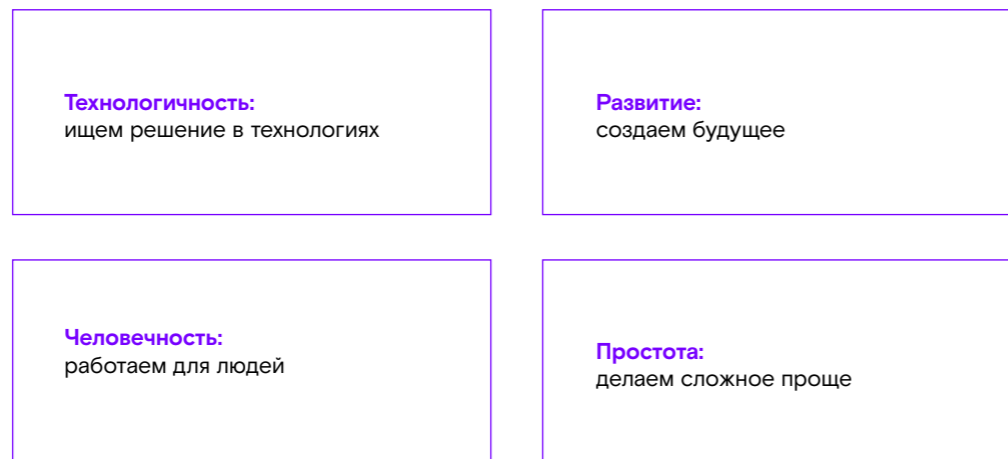 Технологичность:
ищем решение в технологиях
Развитие:
создаем будущее
Человечность:
работаем для людей
Простота:
делаем сложное проще